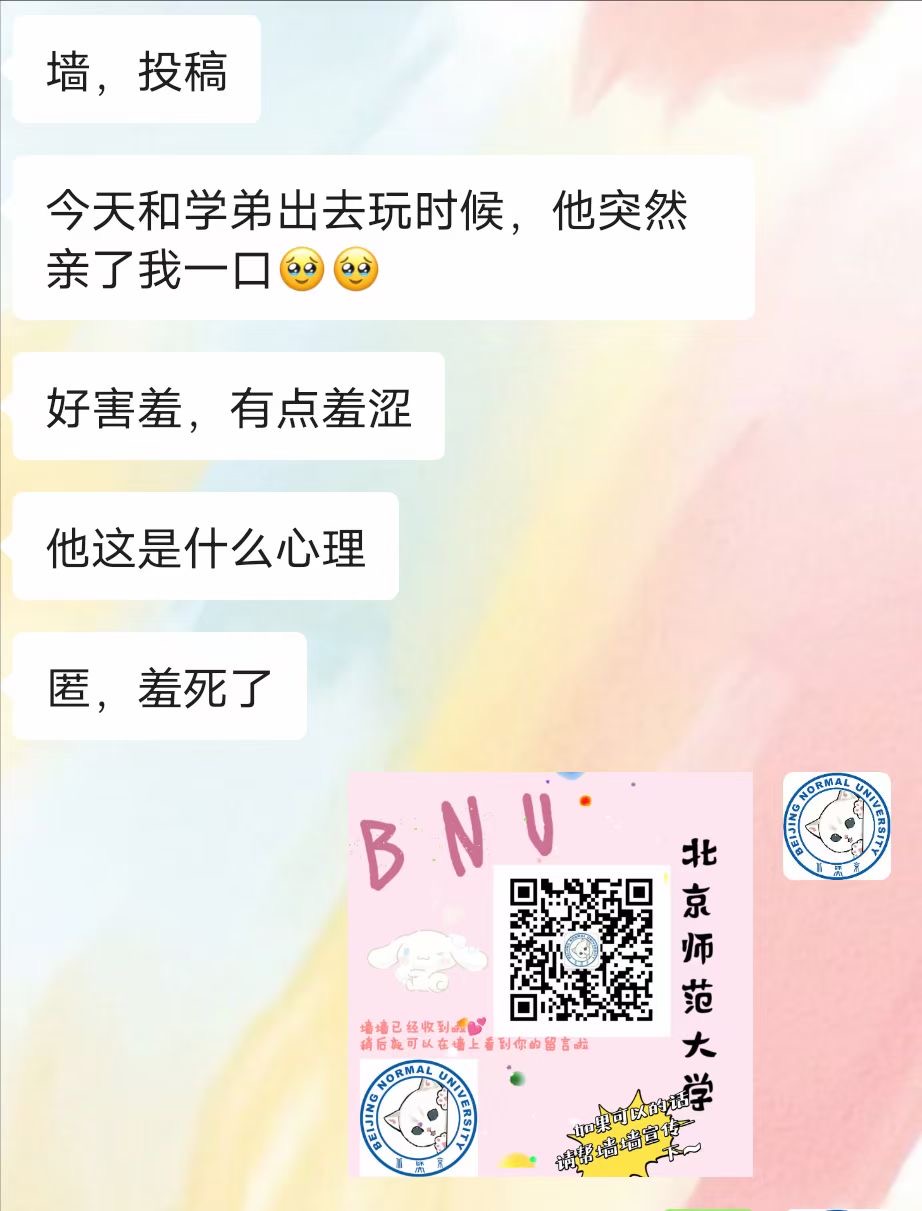 墙，投稿
今天和学弟出去玩时候，他突然
亲了我一口🥹🥹
好害羞，有点羞涩
他这是什么心理
匿，羞死了
BNU
北京师范大学
墙墙已经收到啦💕
稍后就可以在墙上看到你的留言啦
BEIJING NORMAL UNIVERSITY
如果可以的话
请帮墙墙宣传一
下~
BEIJING NORMAL UNIVERSITY